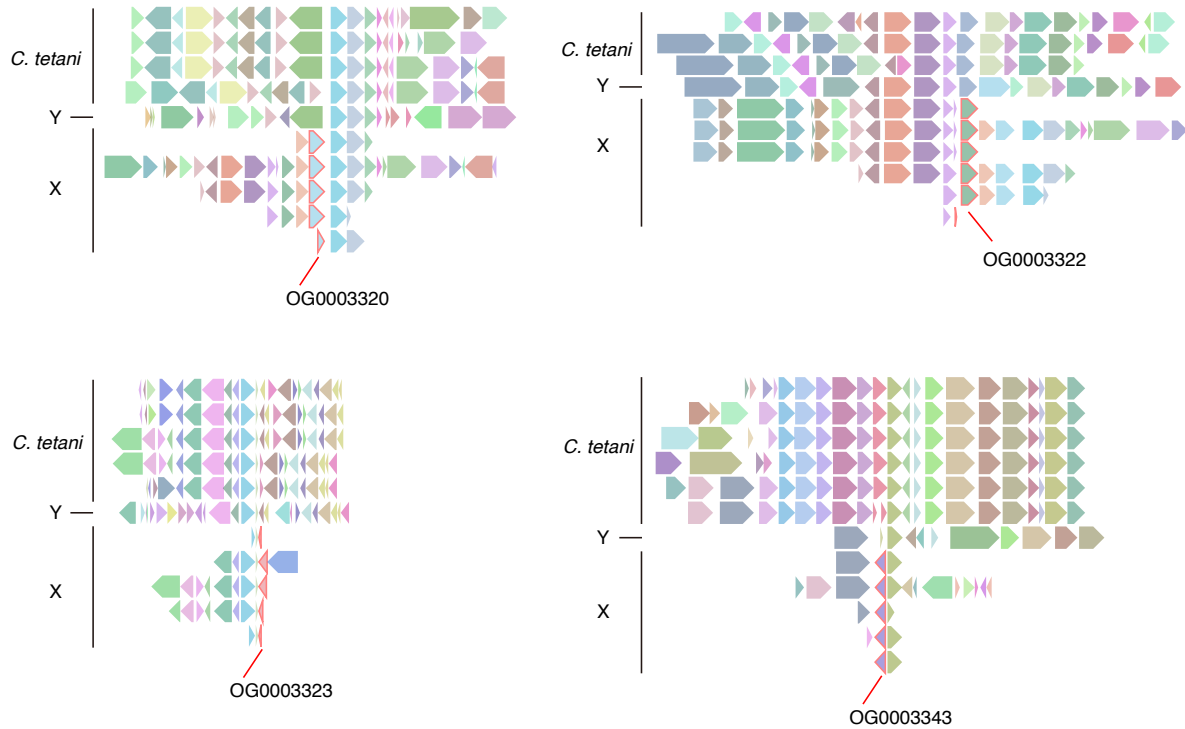 C. tetani
Y
X
OG0003320
C. tetani
Y
X
OG0003322
C. tetani
Y
X
OG0003323
C. tetani
Y
X
OG0003343